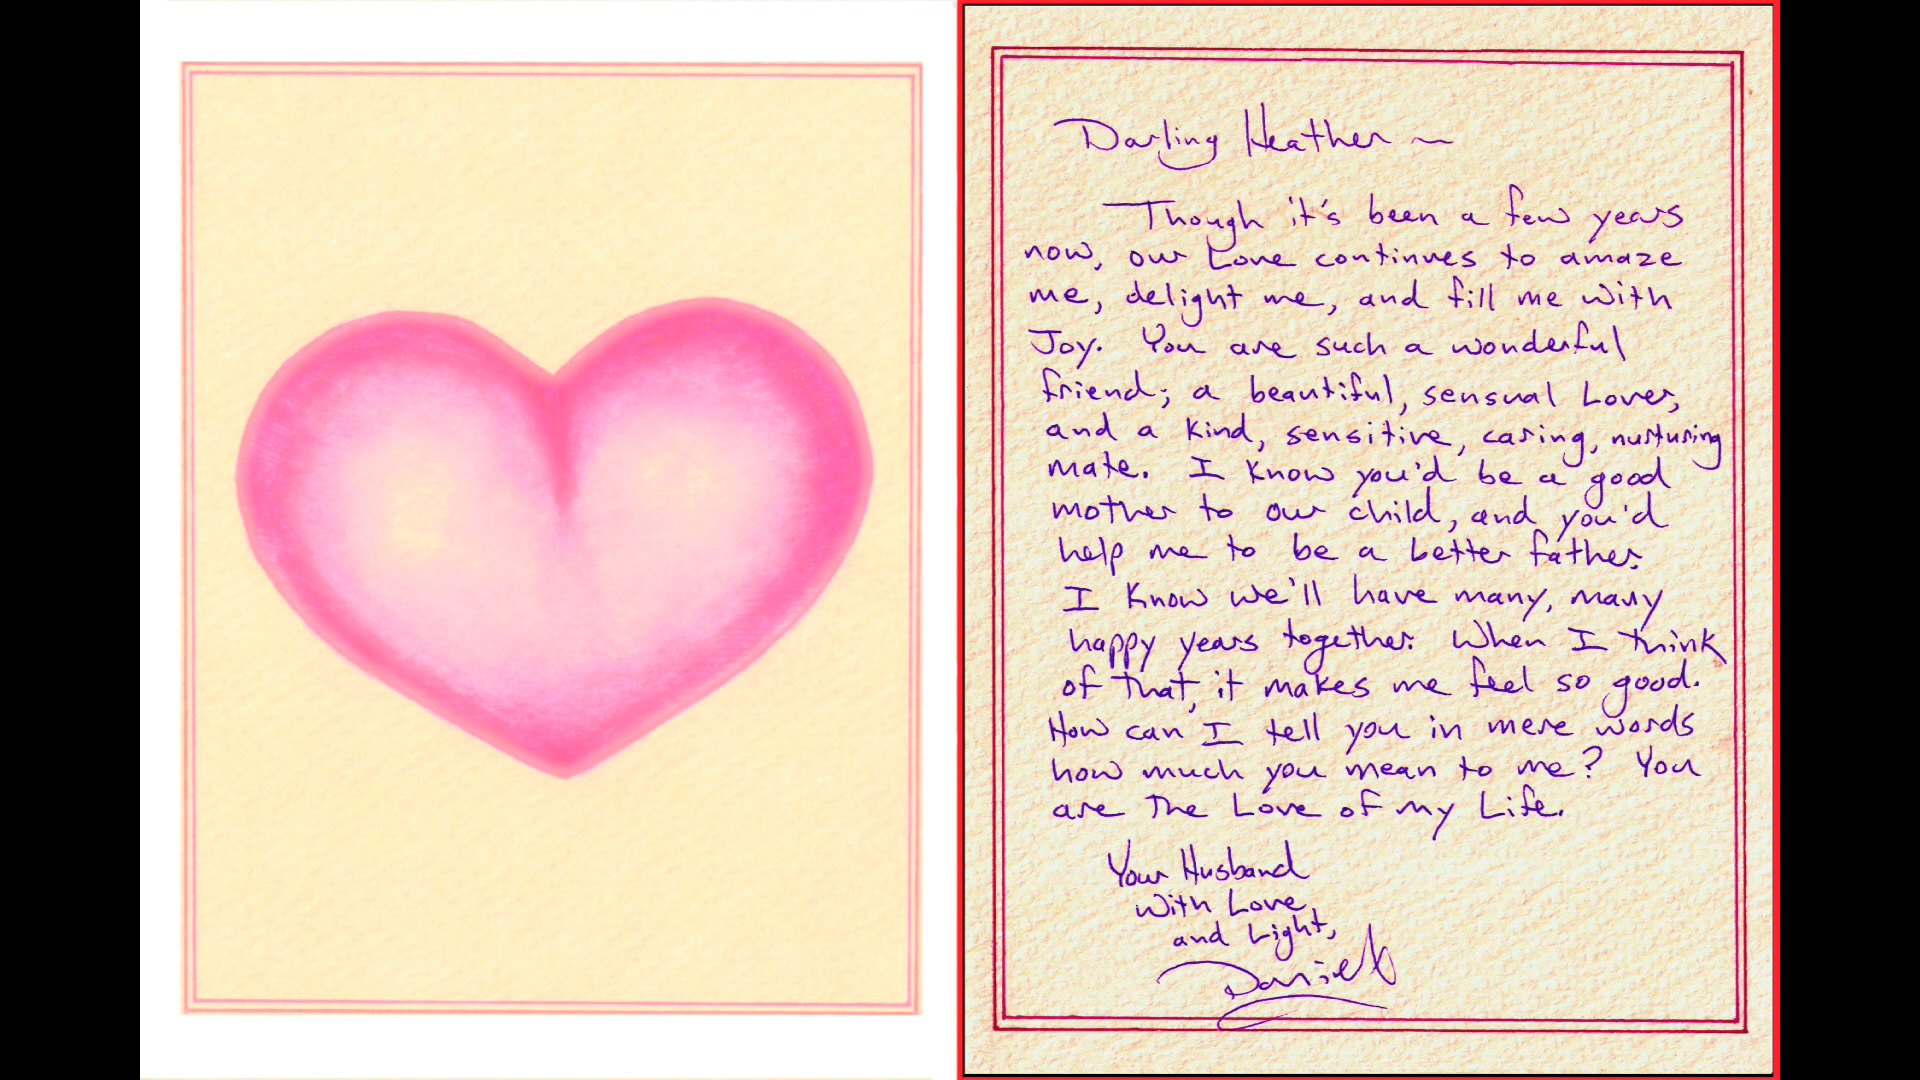 Darling Heather ~
Though it's been a few years
now, our Love continues to amaze
me, delight me, and fill me with
Joy. You are such a wonderful
friend; a beautiful, sensual Lover,
and a kind, sensitive, caring, nurturing
mate. I know you'd be a good
mother to our child, and you'd
help me to be a better father.
I know we'll have many, many
happy years together. When I think
of that, it makes me feel so good.
How can I tell you in mere words
how much you mean to me? You
are the Love of my Life.
Your Husband
with Love
and Light,
Daniel